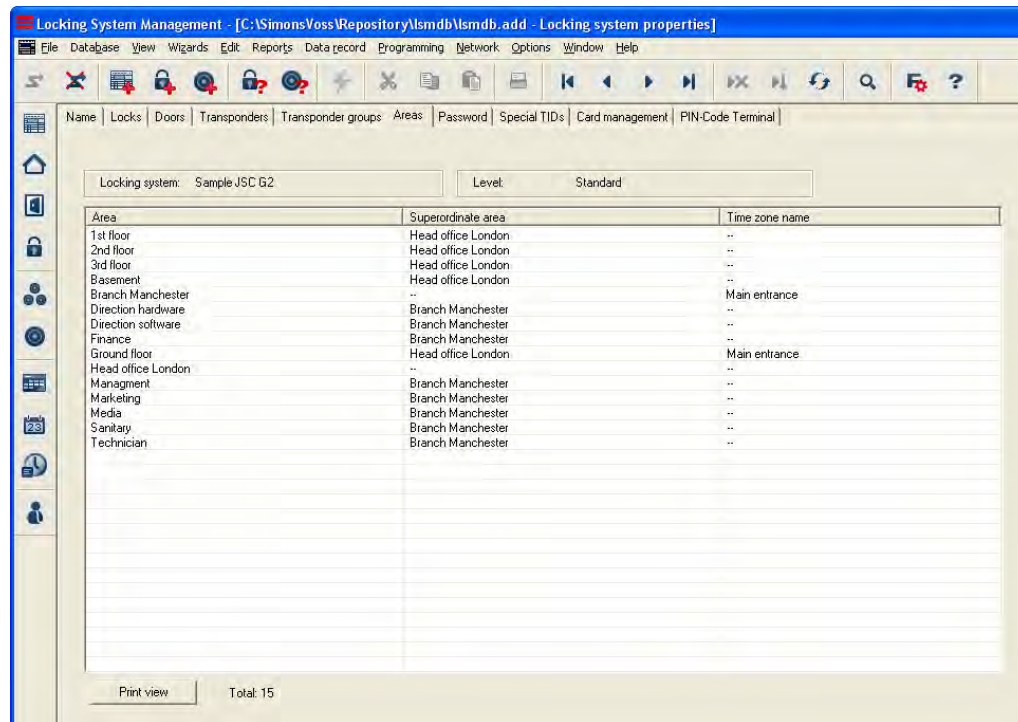 Locking System Management - [C:\SimonsVoss\Repository\lsmdb\lsmdb.add - Locking system properties]
File Database View Wizards Edit Reports Data record Programming Network Options Window Help
Name Locks Doors Transponders Transponder groups Areas Password Special TIDs Card management PIN-Code Terminal
Locking system: Sample JSC G2 Level: Standard
Area Superordinate area Time zone name
1st floor Head office London --
2nd floor Head office London --
3rd floor Head office London --
Basement Head office London --
Branch Manchester -- Main entrance
Direction hardware Branch Manchester --
Direction software Branch Manchester --
Finance Branch Manchester --
Ground floor Head office London Main entrance
Head office London -- --
Managment Branch Manchester --
Marketing Branch Manchester --
Media Branch Manchester --
Sanitary Branch Manchester --
Technician Branch Manchester --
23
Print view Total: 15